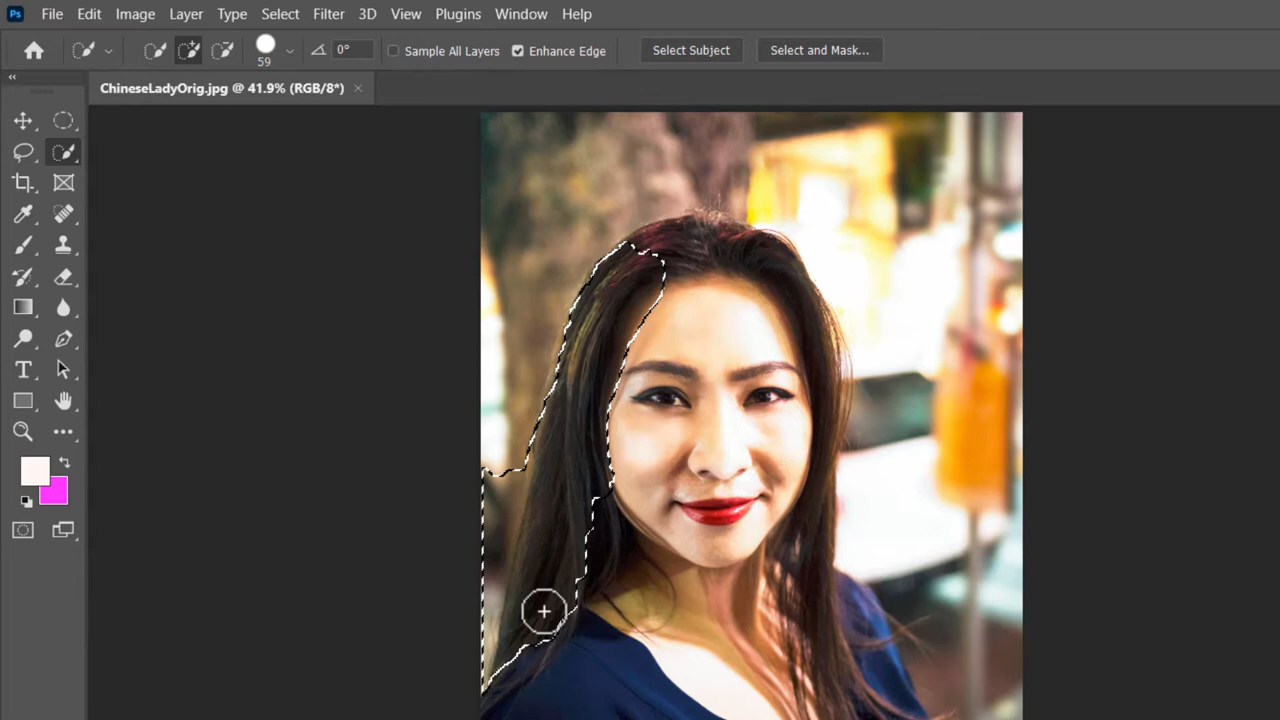 Ps File Edit Image Layer Type Select Filter 3D View Plugins Window Help
59 0° Sample All Layers Enhance Edge Select Subject Select and Mask...
ChineseLadyOrig.jpg @ 41.9% (RGB/8*) ×